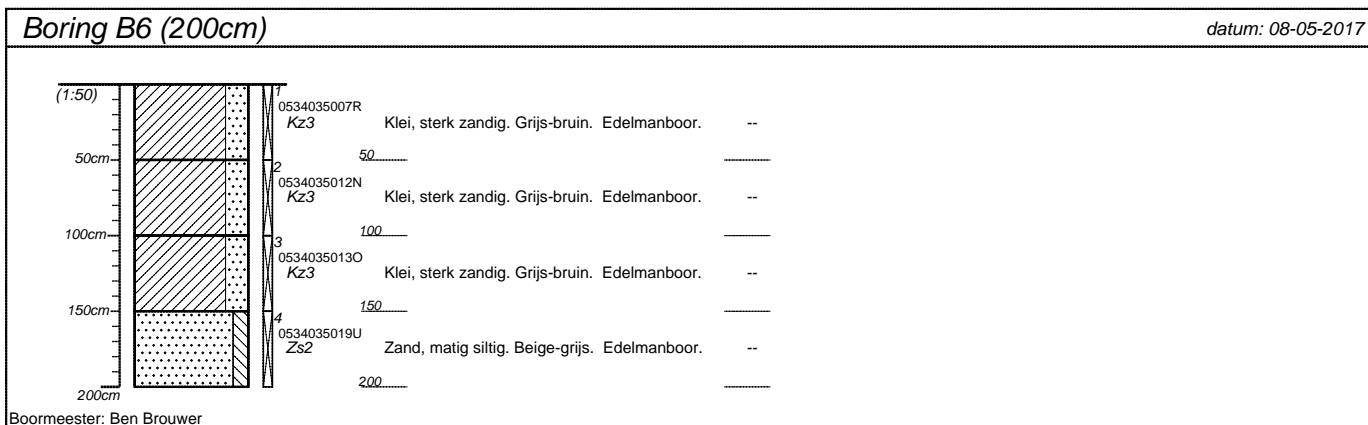 Boring B6 (200cm)
datum: 08-05-2017
(1:50)
1
0534035007R
Kz3 Klei, sterk zandig. Grijs-bruin. Edelmanboor. --
50cm 50
2
0534035012N
Kz3 Klei, sterk zandig. Grijs-bruin. Edelmanboor. --
100cm 100
3
0534035013O
Kz3 Klei, sterk zandig. Grijs-bruin. Edelmanboor. --
150cm 150
4
0534035019U
Zs2 Zand, matig siltig. Beige-grijs. Edelmanboor. --
200cm 200
Boormeester: Ben Brouwer